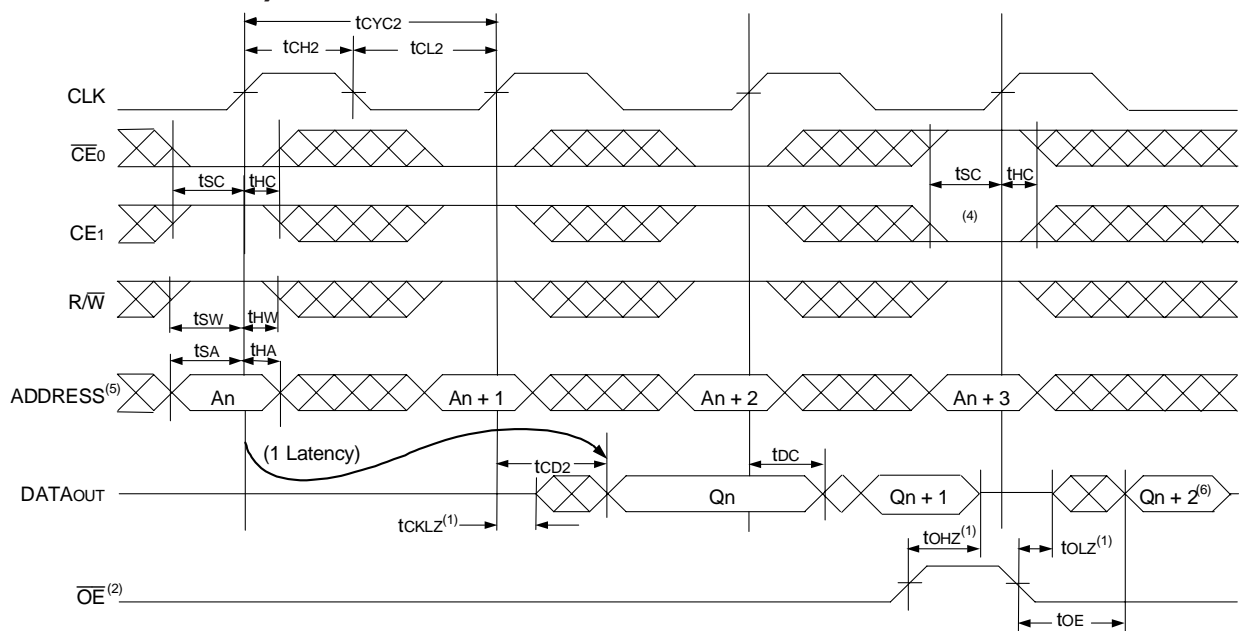 tCYC2
tCH2
tCL2
CLK
CE0
tSC
tHC
tSC
tHC
CE1
(4)
R/W
tSW
tHW
tSA
tHA
ADDRESS(5)
An
An + 1
An + 2
An + 3
(1 Latency)
tCD2
tDC
DATAOUT
Qn
Qn + 1
Qn + 2(6)
tCKLZ(1)
tOHZ(1)
tOLZ(1)
OE(2)
tOE